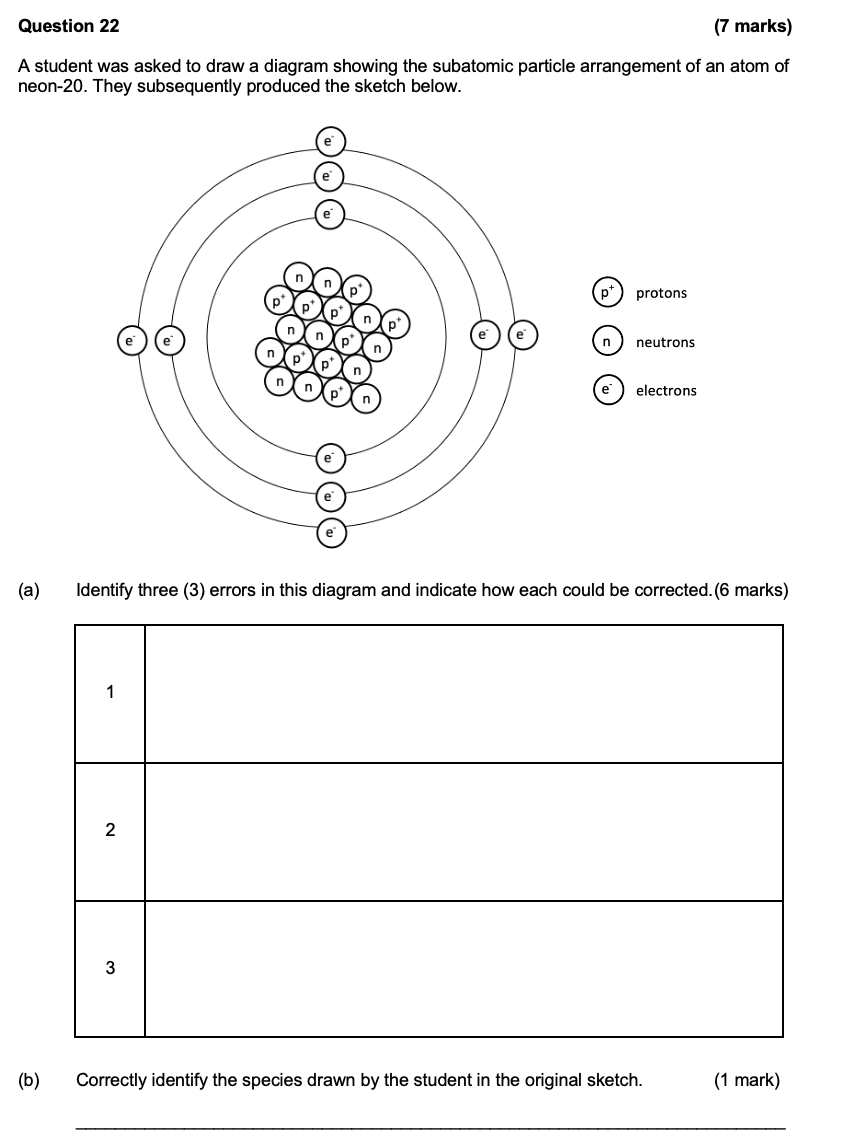 Question 22 (7 marks)
A student was asked to draw a diagram showing the subatomic particle arrangement of an atom of
neon-20. They subsequently produced the sketch below.
e⁻
e⁻
e⁻
n n p⁺
p⁺ p⁺ p⁺ n p⁺
n n p⁺ n
n p⁺ p⁺ n
n n p⁺ n
e⁻ e⁻ e⁻ e⁻
e⁻
e⁻
e⁻
p⁺ protons
n neutrons
e⁻ electrons
(a) Identify three (3) errors in this diagram and indicate how each could be corrected.(6 marks)
1
2
3
(b) Correctly identify the species drawn by the student in the original sketch. (1 mark)